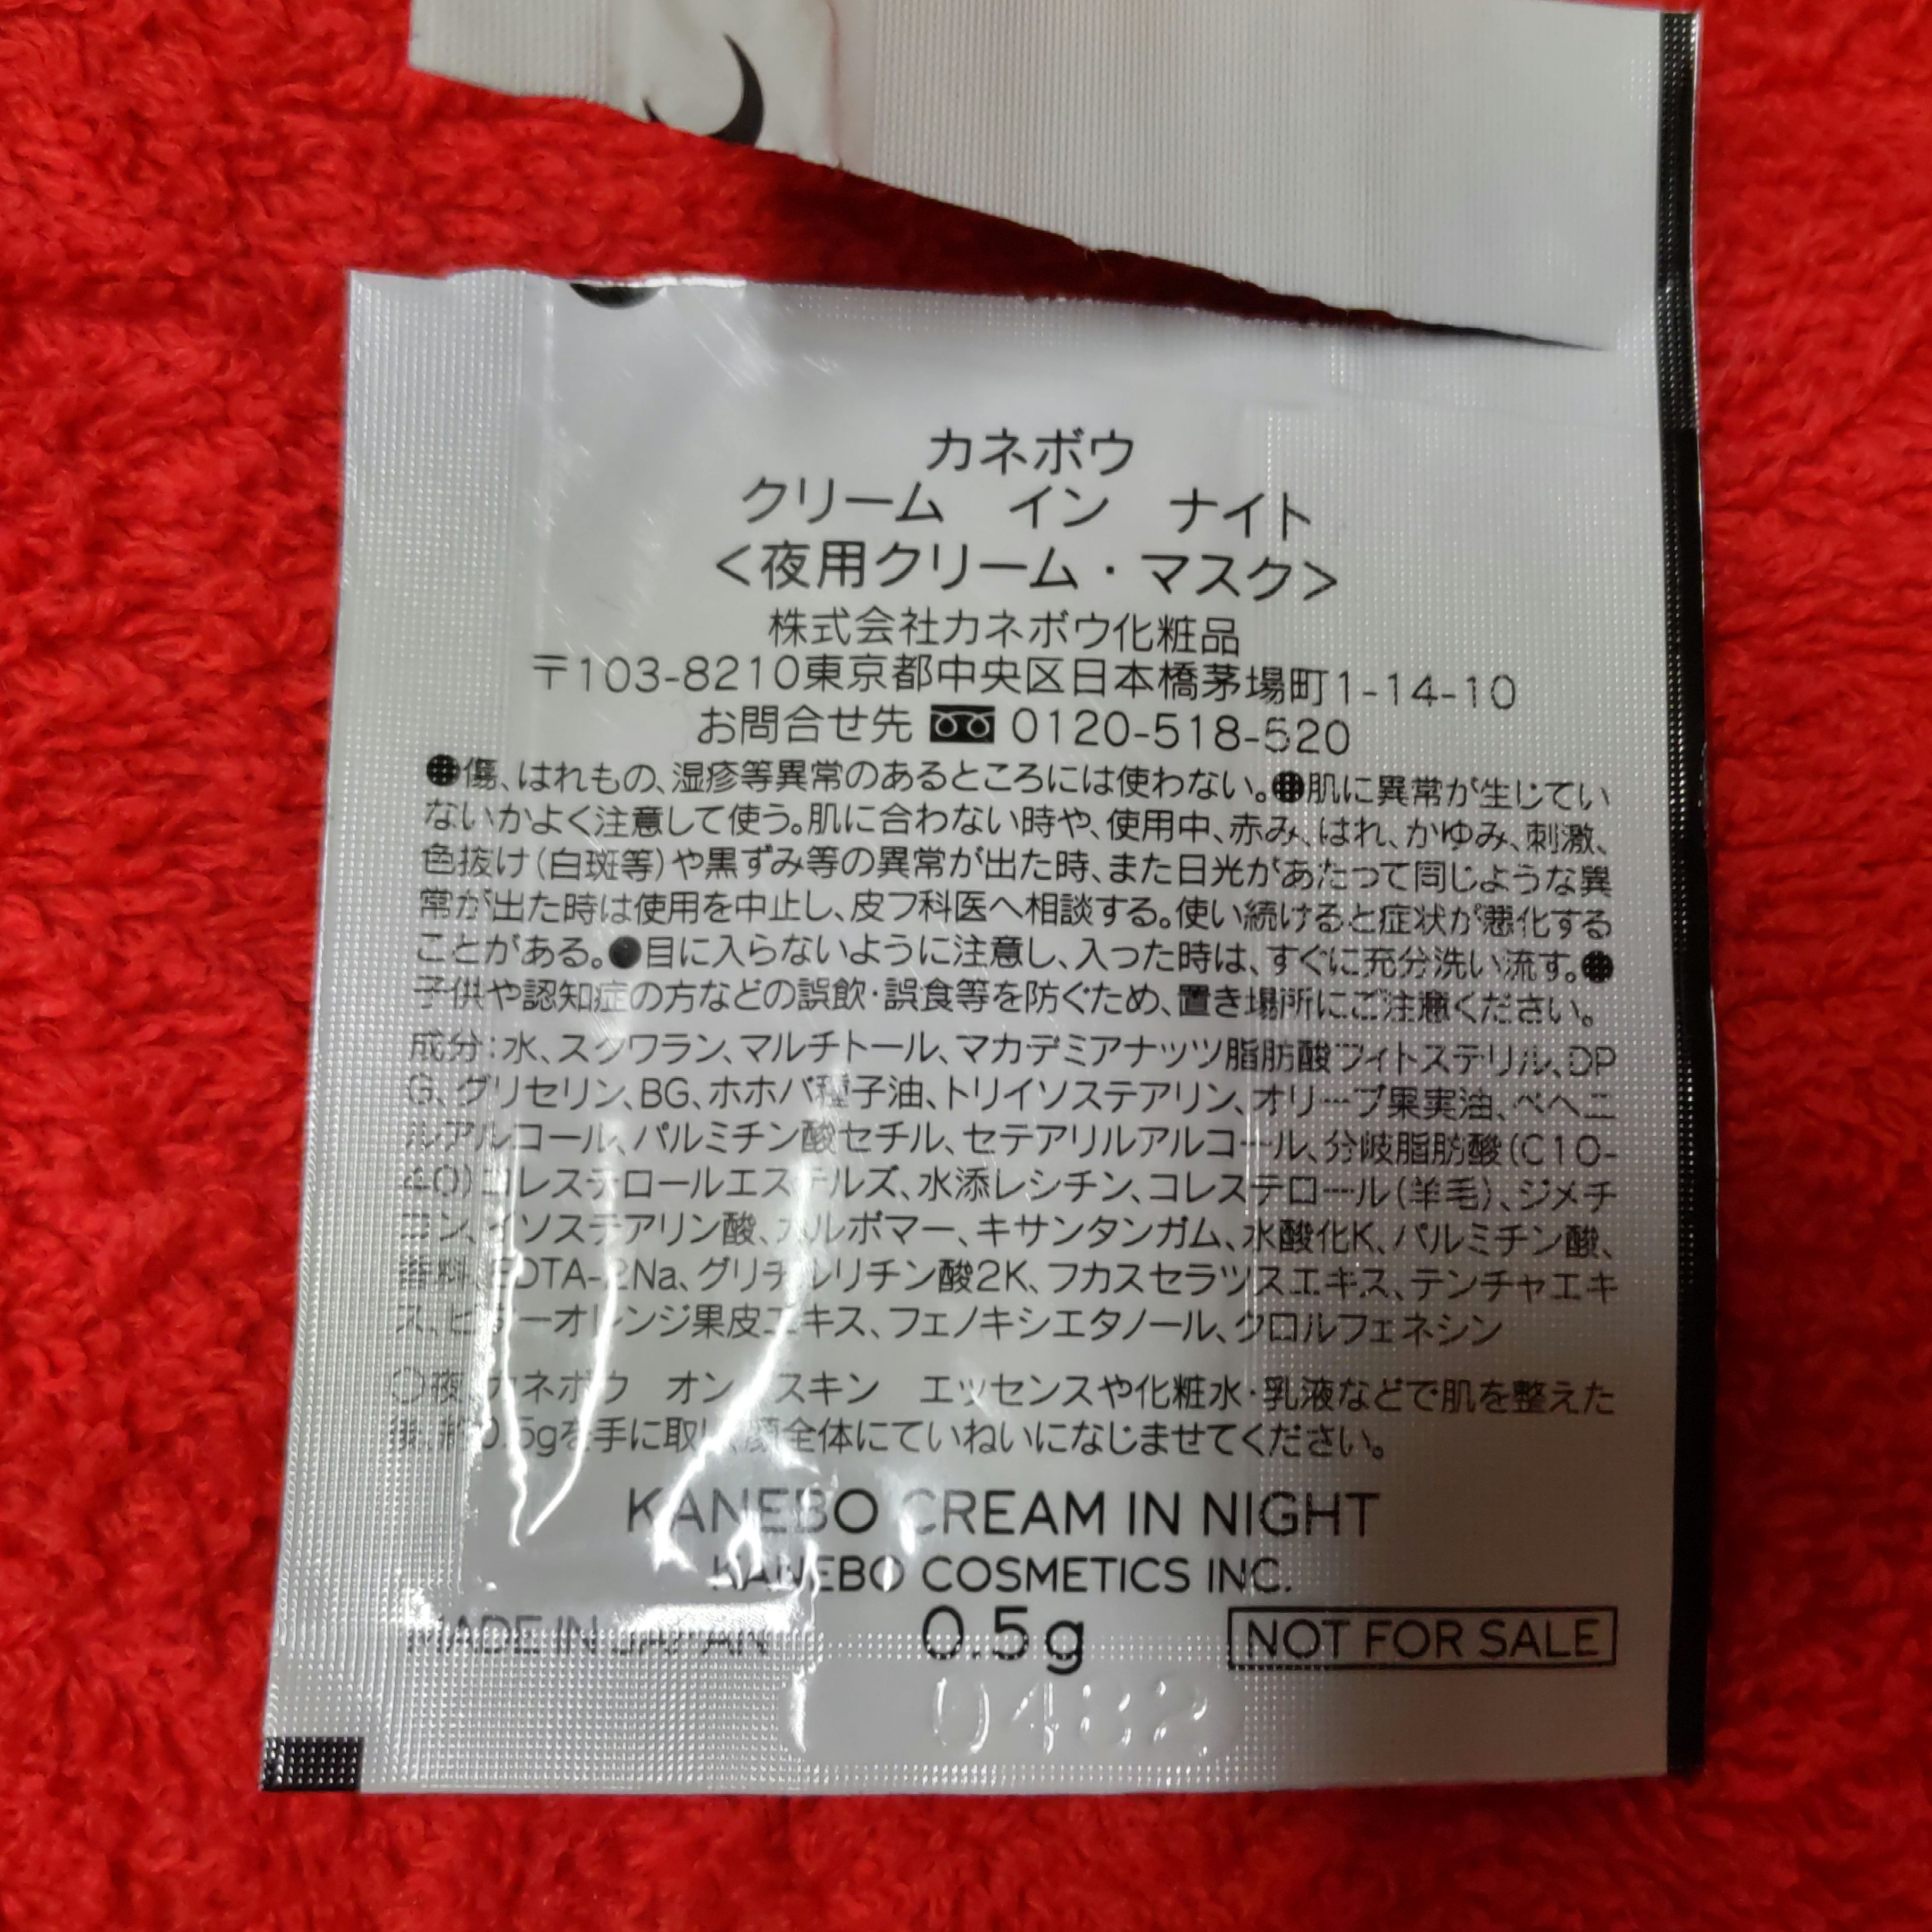 カネボウ
クリーム イン ナイト
<夜用クリーム・マスク>
株式会社カネボウ化粧品
〒103-8210東京都中央区日本橋茅場町1-14-10
お問合せ先 0120-518-520
●傷、はれもの、湿疹等異常のあるところには使わない。●肌に異常が生じてい
ないかよく注意して使う。肌に合わない時や、使用中、赤み、はれ、かゆみ、刺激、
色抜け(白斑等)や黒ずみ等の異常が出た時、また日光があたって同じような異
常が出た時は使用を中止し、皮フ科医へ相談する。使い続けると症状が悪化する
ことがある。●目に入らないように注意し、入った時は、すぐに充分洗い流す。●
子供や認知症の方などの誤飲・誤食等を防ぐため、置き場所にご注意ください。
成分:水、スクワラン、マルチトール、マカデミアナッツ脂肪酸フィトステリル、DP
G、グリセリン、BG、ホホバ種子油、トリイソステアリン、オリーブ果実油、ベヘニ
ルアルコール、パルミチン酸セチル、セテアリルアルコール、分岐脂肪酸(C10-
40)コレステロールエステルズ、水添レシチン、コレステロール(羊毛)、ジメチ
コン、イソステアリン酸、カルボマー、キサンタンガム、水酸化K、パルミチン酸、
香料、EDTA-2Na、グリチルリチン酸2K、フカスセラツスエキス、テンチャエキ
ス、ビターオレンジ果皮エキス、フェノキシエタノール、クロルフェネシン
○夜、カネボウ オン スキン エッセンスや化粧水・乳液などで肌を整えた
後、約0.5gを手に取り、顔全体にていねいになじませてください。
KANEBO CREAM IN NIGHT
KANEBO COSMETICS INC.
MADE IN JAPAN 0.5g NOT FOR SALE
0482